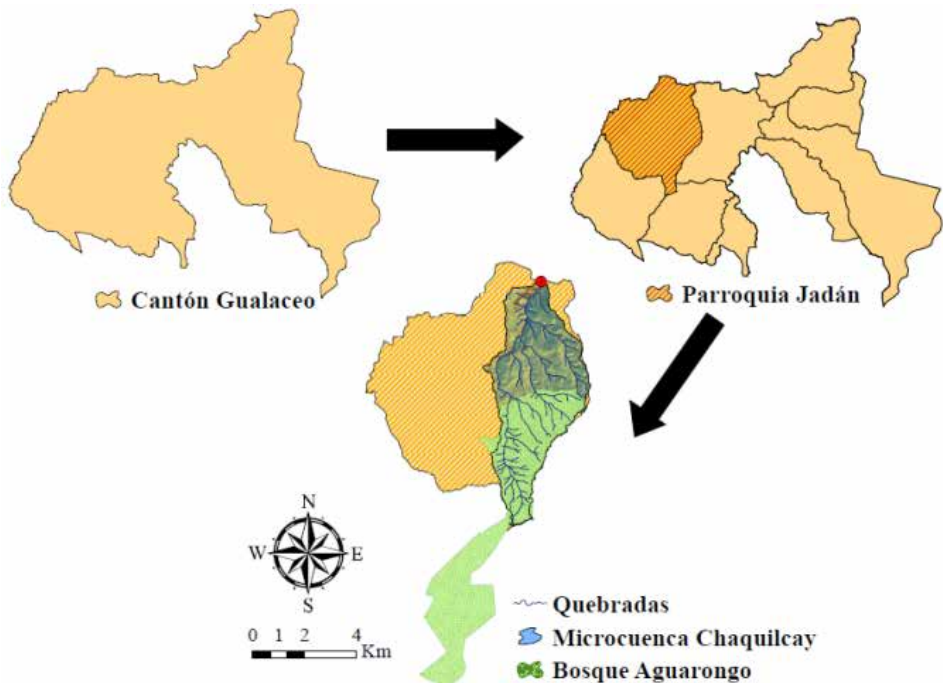 Cantón Gualaceo
Parroquia Jadán
N
W E
S
0 1 2 4
Km
Quebradas
Microcuenca Chaquilcay
Bosque Aguarongo